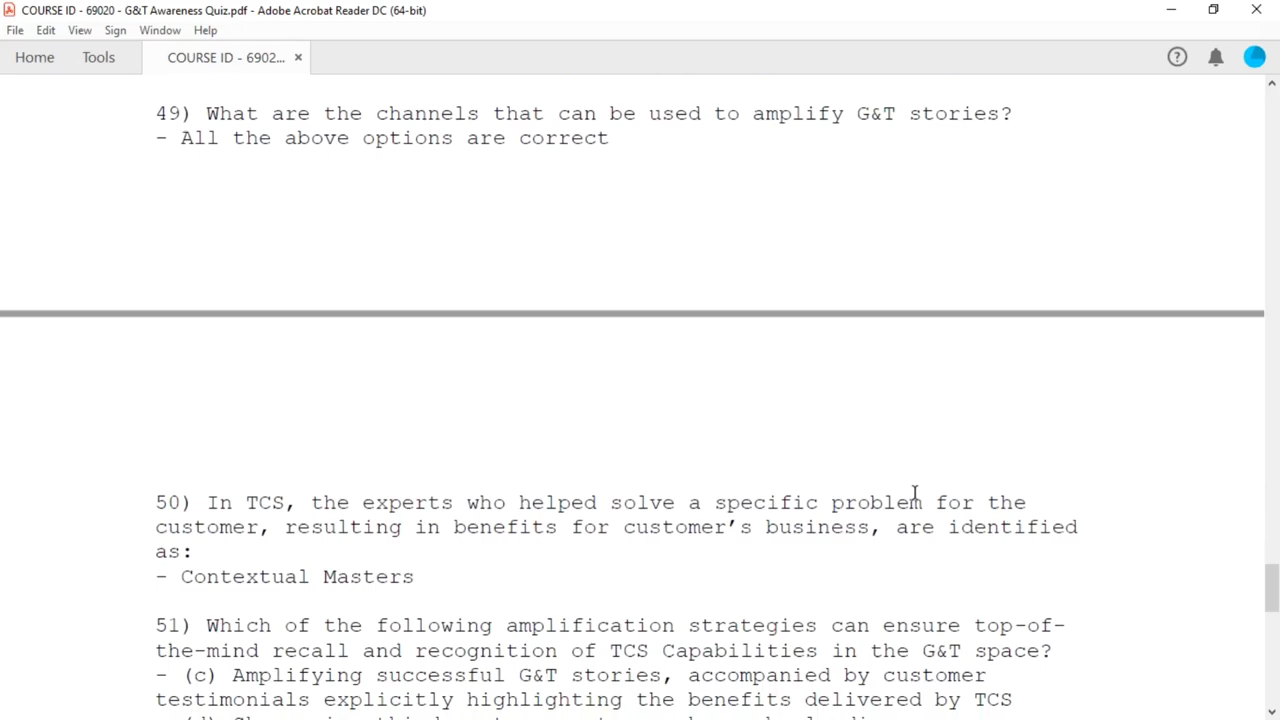 COURSE ID - 69020 - G&T Awareness Quiz.pdf - Adobe Acrobat Reader DC (64-bit)
File Edit View Sign Window Help
Home Tools COURSE ID - 6902... ×
49) What are the channels that can be used to amplify G&T stories?
- All the above options are correct
50) In TCS, the experts who helped solve a specific problem for the
customer, resulting in benefits for customer’s business, are identified
as:
- Contextual Masters
51) Which of the following amplification strategies can ensure top-of-
the-mind recall and recognition of TCS Capabilities in the G&T space?
- (c) Amplifying successful G&T stories, accompanied by customer
testimonials explicitly highlighting the benefits delivered by TCS